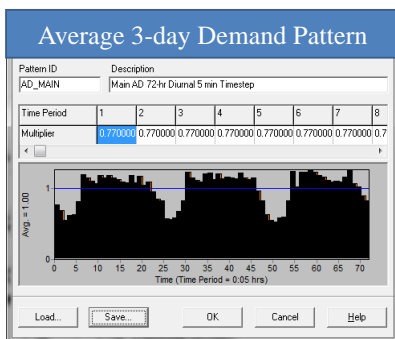 Average 3-day Demand Pattern
Pattern ID Description
AD_MAIN Main AD 72-hr Diurnal 5 min Timestep
Time Period 1 2 3 4 5 6 7 8
Multiplier 0.770000 0.770000 0.770000 0.770000 0.770000 0.770000 0.770000 0.7
Avg. = 1.00
1
0
0 5 10 15 20 25 30 35 40 45 50 55 60 65 70
Time (Time Period = 0:05 hrs)
Load... Save... OK Cancel Help